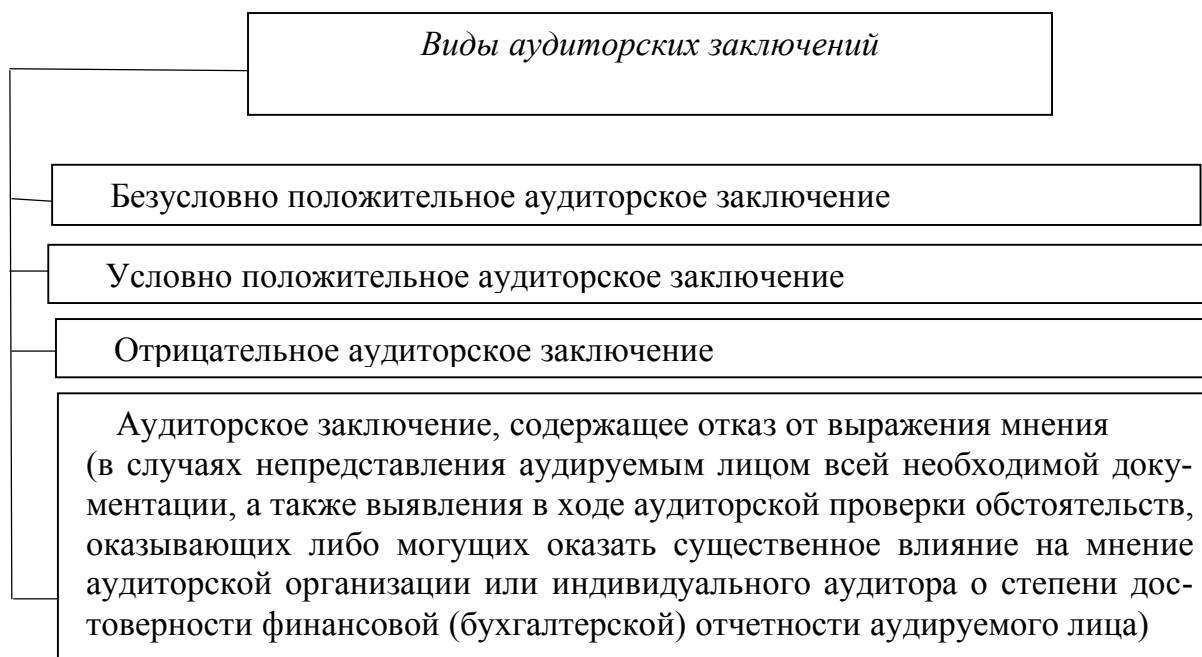 Виды аудиторских заключений
Безусловно положительное аудиторское заключение
Условно положительное аудиторское заключение
Отрицательное аудиторское заключение
Аудиторское заключение, содержащее отказ от выражения мнения
(в случаях непредставления аудируемым лицом всей необходимой доку-
ментации, а также выявления в ходе аудиторской проверки обстоятельств,
оказывающих либо могущих оказать существенное влияние на мнение
аудиторской организации или индивидуального аудитора о степени дос-
товерности финансовой (бухгалтерской) отчетности аудируемого лица)